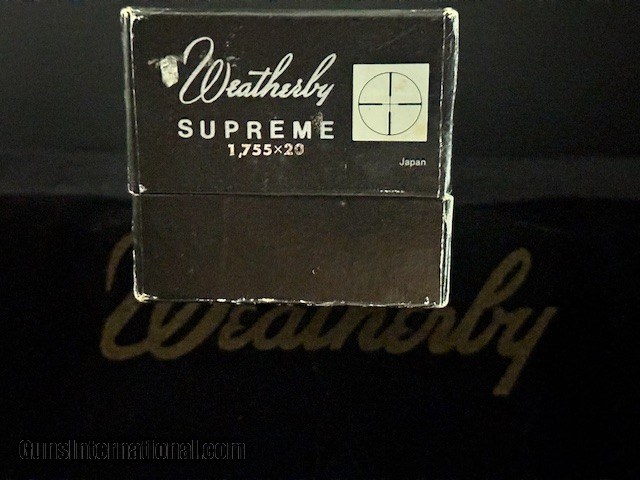 Weatherby
SUPREME
1,755×20
Japan
Weatherby
GunsInternational.com